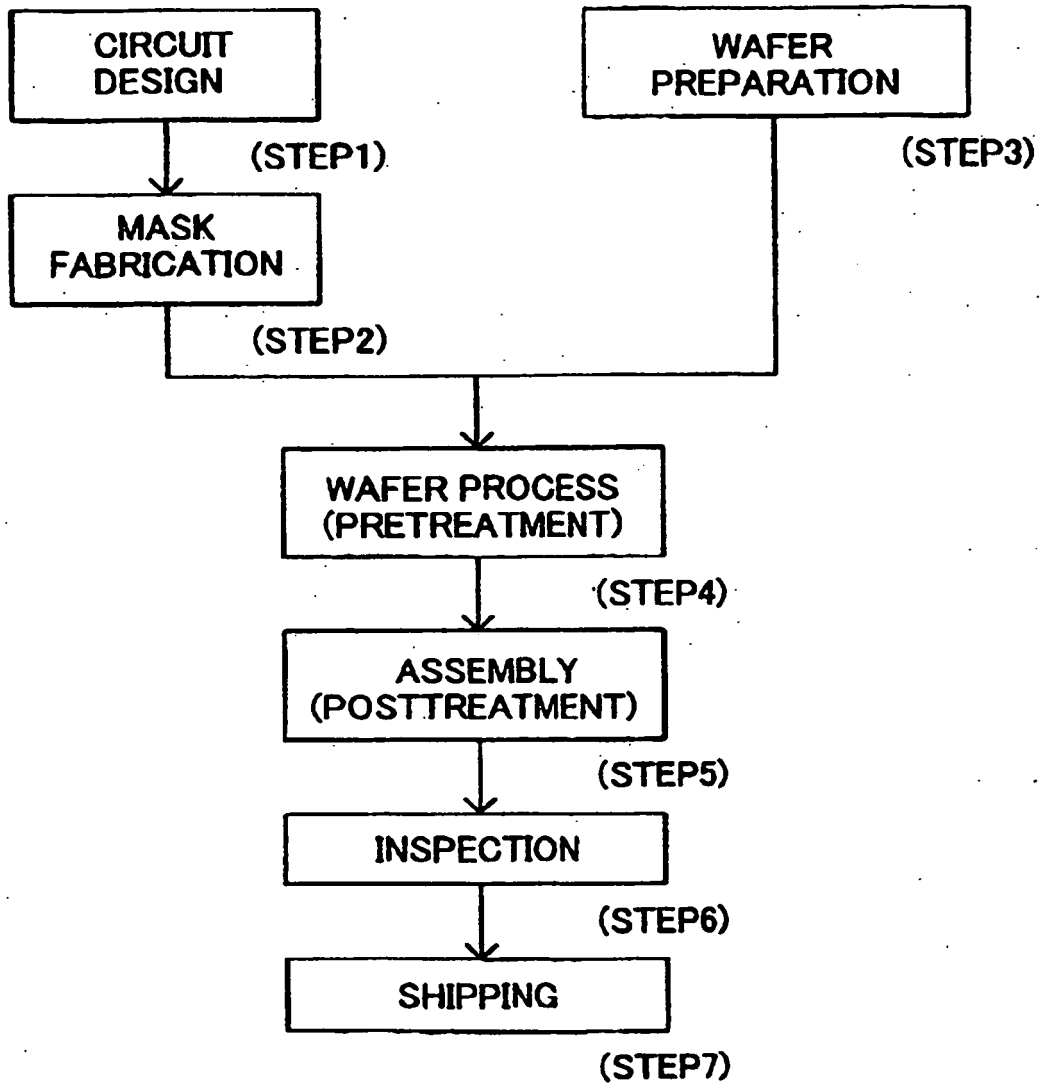 CIRCUIT
DESIGN
(STEP1)
MASK
FABRICATION
(STEP2)
WAFER
PREPARATION
(STEP3)
WAFER PROCESS
(PRETREATMENT)
(STEP4)
ASSEMBLY
(POSTTREATMENT)
(STEP5)
INSPECTION
(STEP6)
SHIPPING
(STEP7)